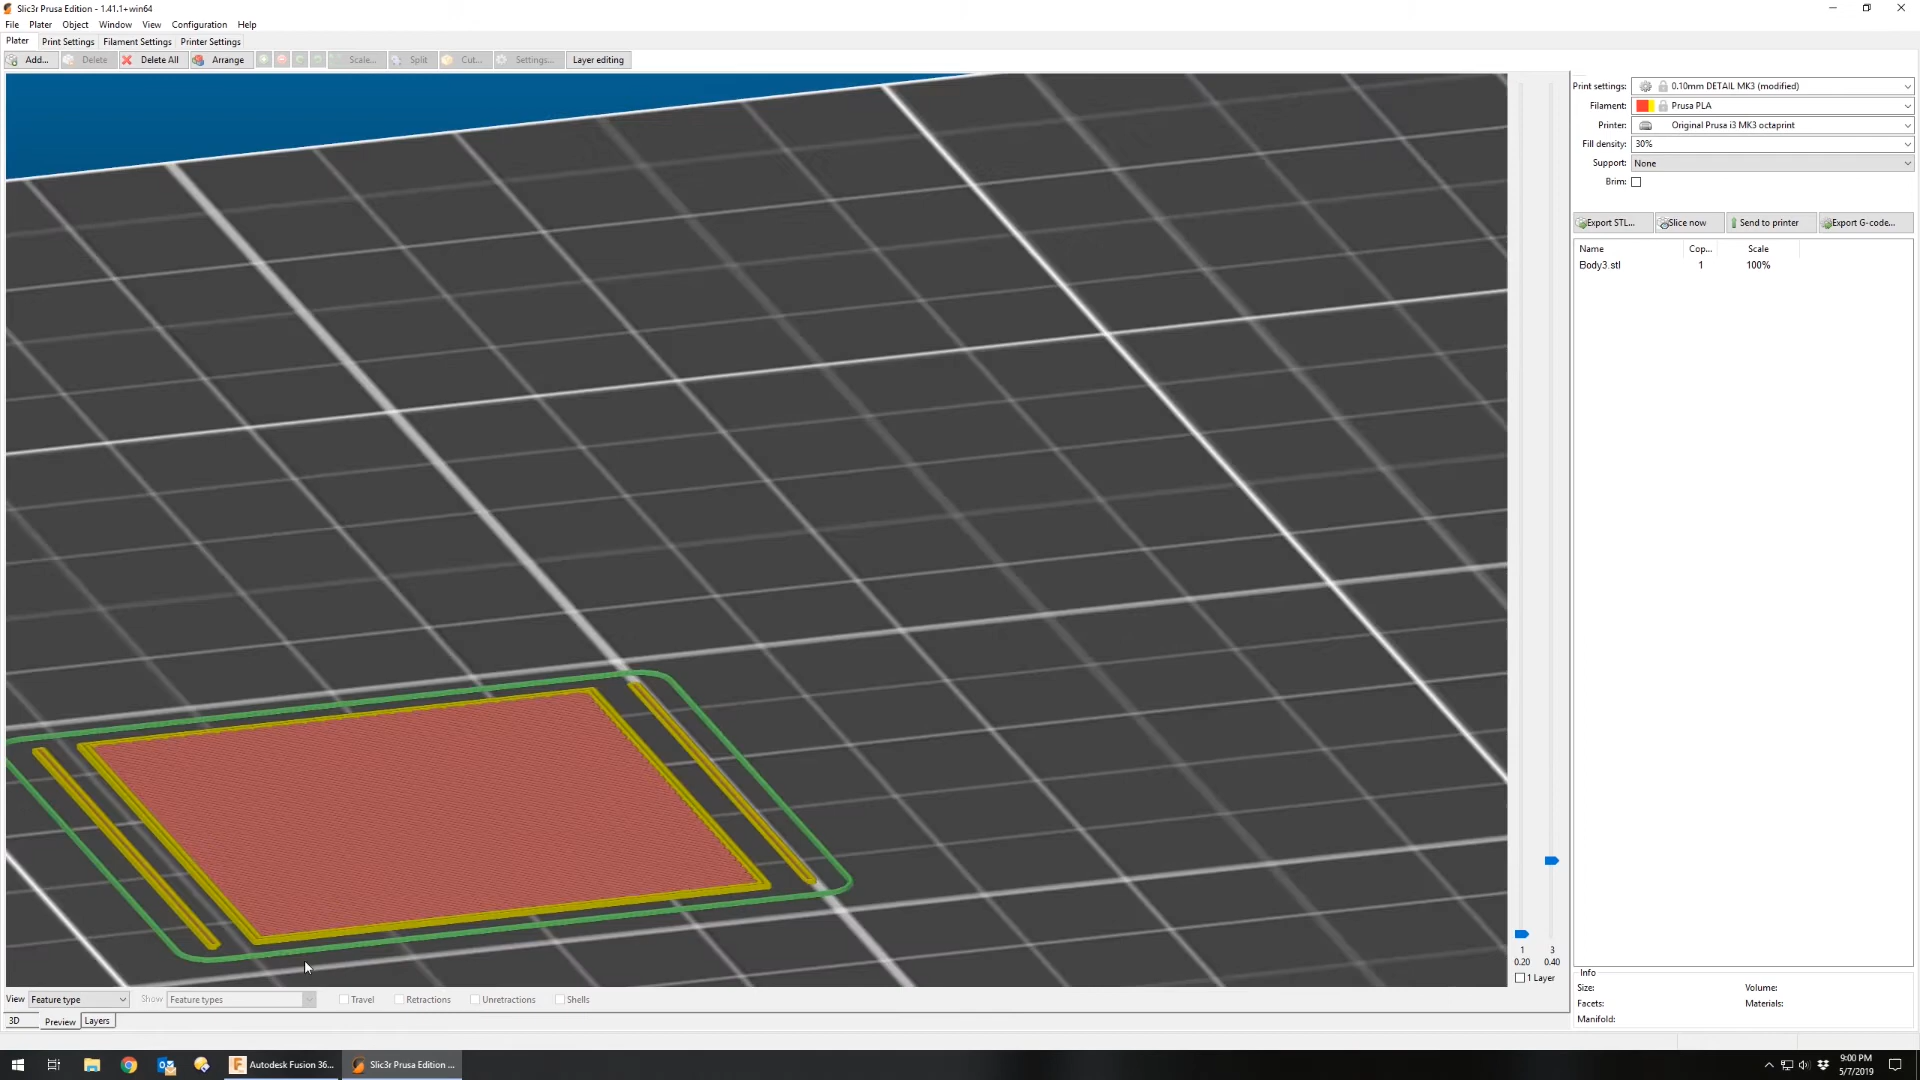 Slic3r Prusa Edition - 1.41.1+win64
File Plater Object Window View Configuration Help
Plater Print Settings Filament Settings Printer Settings
Add... Delete Delete All Arrange Scale... Split Cut... Settings... Layer editing
Print settings: 0.10mm DETAIL MK3 (modified)
Filament: Prusa PLA
Printer: Original Prusa i3 MK3 octaprint
Fill density: 30%
Support: None
Brim:
Export STL... Slice now Send to printer Export G-code...
Name Cop... Scale
Body3.stl 1 100%
1 3
0.20 0.40
1 Layer
Info
Size: Volume:
Facets: Materials:
Manifold:
View Feature type Show Feature types Travel Retractions Unretractions Shells
3D Preview Layers
Autodesk Fusion 36... Slic3r Prusa Edition ...
9:00 PM
5/7/2019